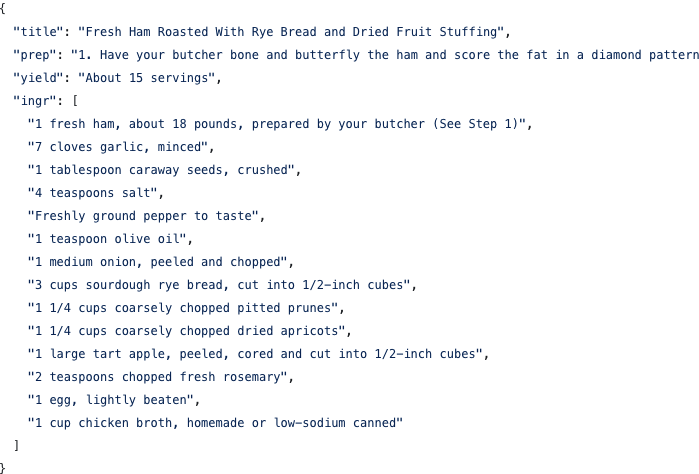 {
"title": "Fresh Ham Roasted With Rye Bread and Dried Fruit Stuffing",
"prep": "1. Have your butcher bone and butterfly the ham and score the fat in a diamond pattern
"yield": "About 15 servings",
"ingr": [
"1 fresh ham, about 18 pounds, prepared by your butcher (See Step 1)",
"7 cloves garlic, minced",
"1 tablespoon caraway seeds, crushed",
"4 teaspoons salt",
"Freshly ground pepper to taste",
"1 teaspoon olive oil",
"1 medium onion, peeled and chopped",
"3 cups sourdough rye bread, cut into 1/2-inch cubes",
"1 1/4 cups coarsely chopped pitted prunes",
"1 1/4 cups coarsely chopped dried apricots",
"1 large tart apple, peeled, cored and cut into 1/2-inch cubes",
"2 teaspoons chopped fresh rosemary",
"1 egg, lightly beaten",
"1 cup chicken broth, homemade or low-sodium canned"
]
}